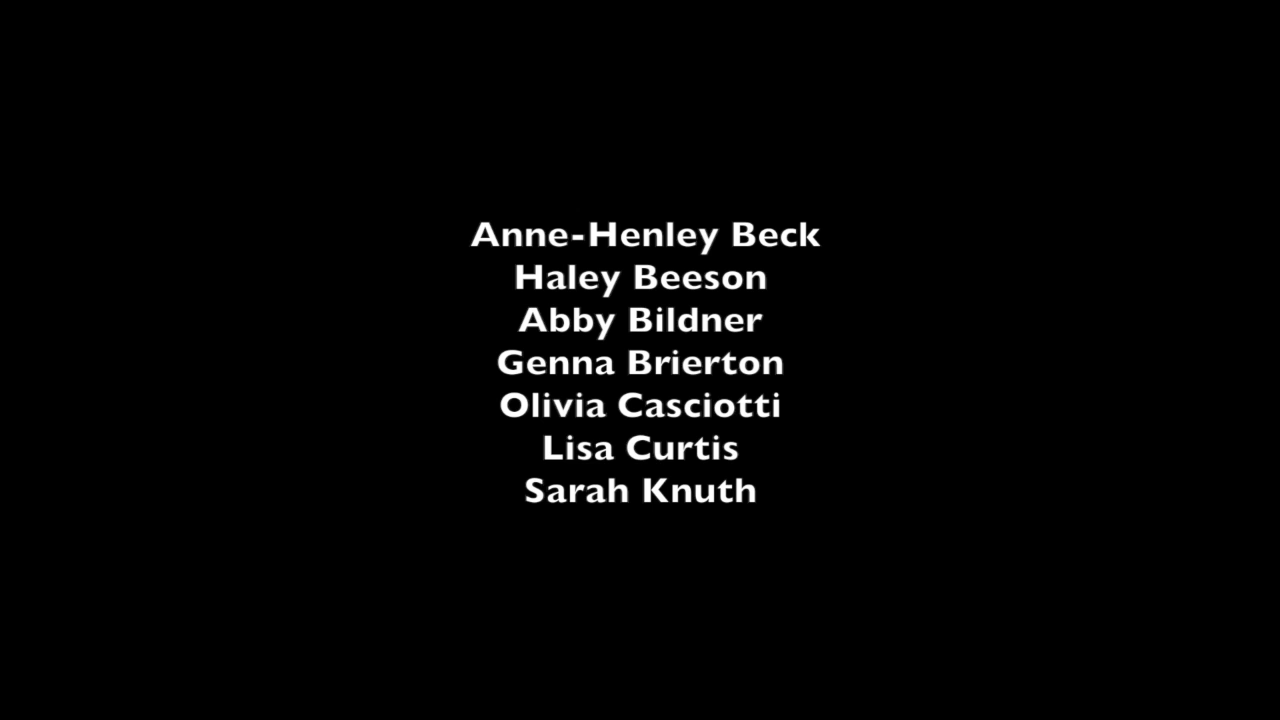 Anne-Henley Beck
Haley Beeson
Abby Bildner
Genna Brierton
Olivia Casciotti
Lisa Curtis
Sarah Knuth